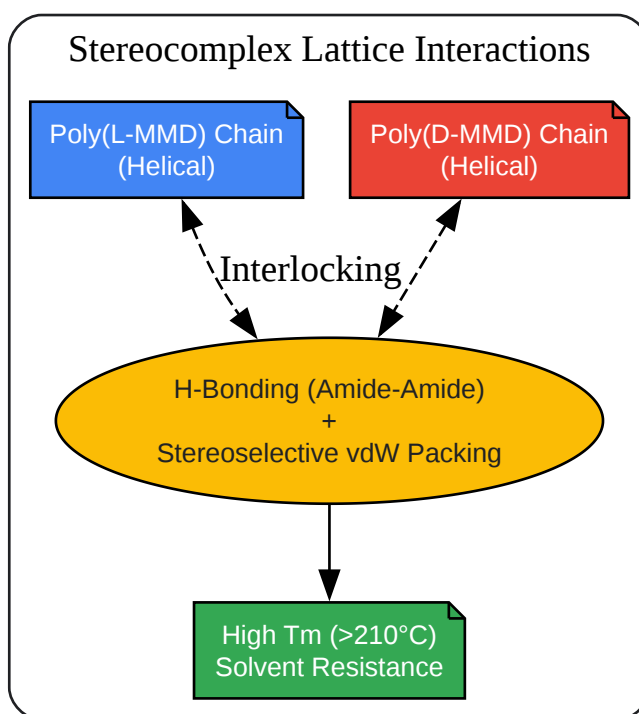 Stereocomplex Lattice Interactions
Poly(L-MMD) Chain
(Helical)
Poly(D-MMD) Chain
(Helical)
Interlocking
H-Bonding (Amide-Amide)
+
Stereoselective vdW Packing
High Tm (>210°C)
Solvent Resistance